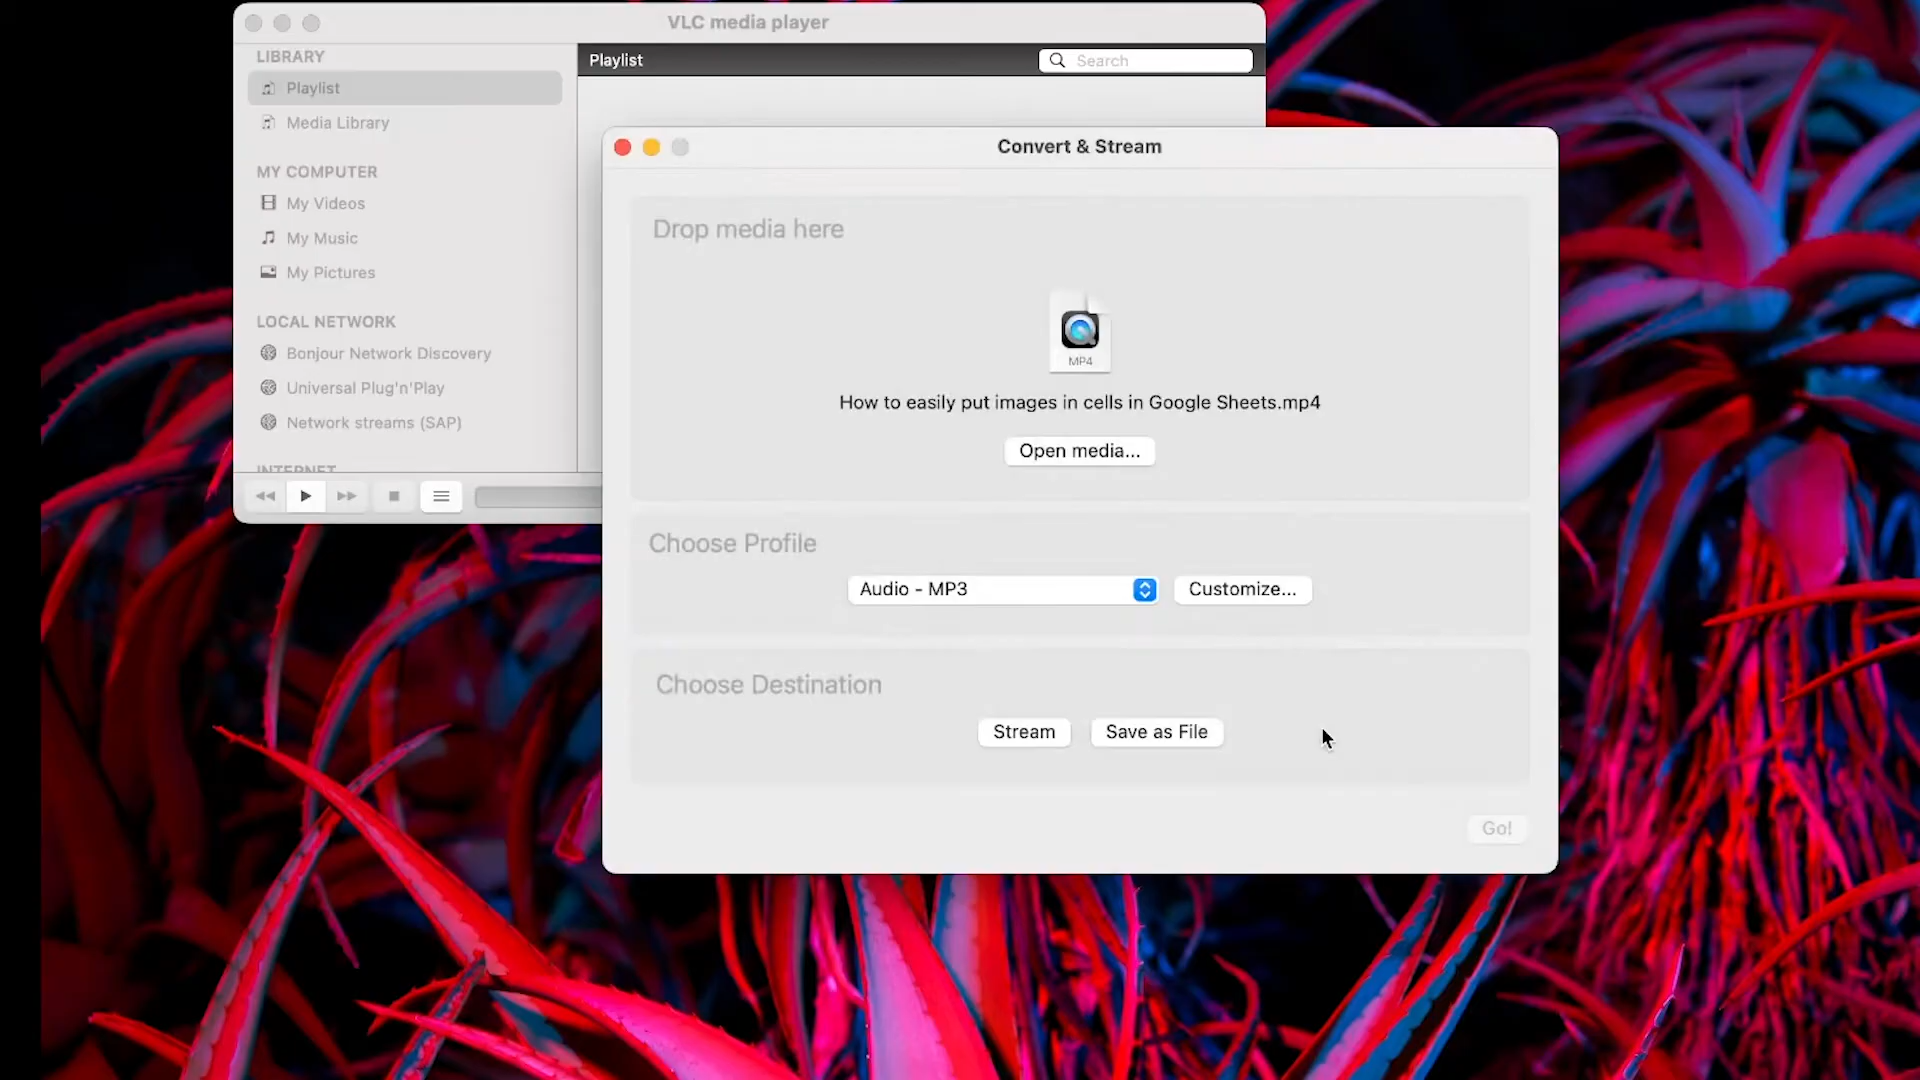 VLC media player
LIBRARY
Playlist
Media Library
MY COMPUTER
My Videos
My Music
My Pictures
LOCAL NETWORK
Bonjour Network Discovery
Universal Plug'n'Play
Network streams (SAP)
INTERNET
Playlist
Search
Convert & Stream
Drop media here
MP4
How to easily put images in cells in Google Sheets.mp4
Open media...
Choose Profile
Audio - MP3
Customize...
Choose Destination
Stream
Save as File
Go!